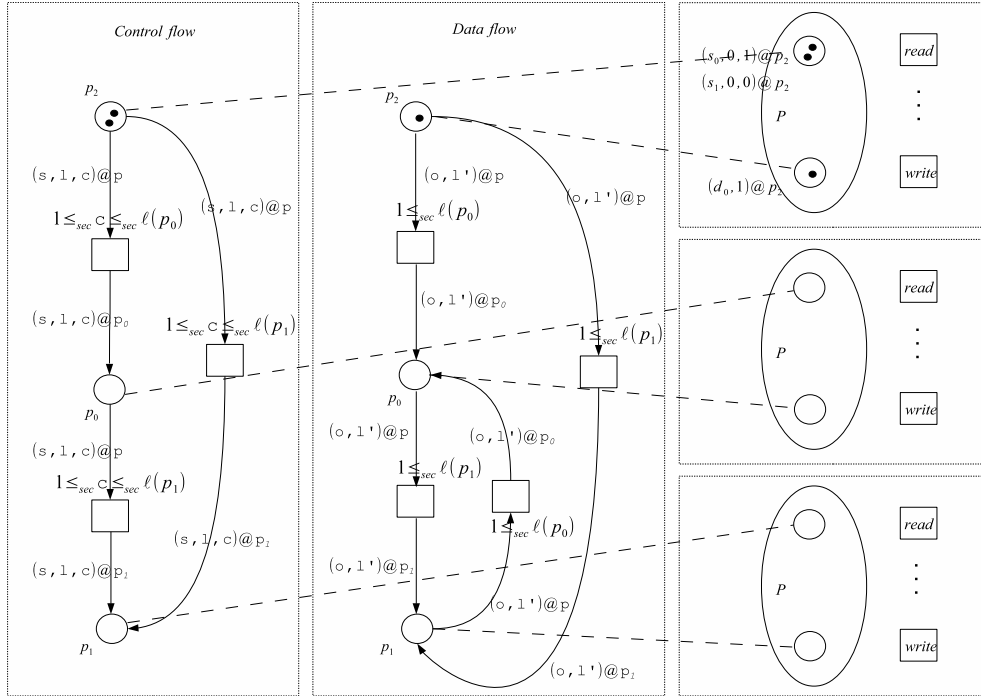 Control flow
p₂
(s,l,c)@p
(s,l,c)@p
1≤sec c ≤sec ℓ(p₀)
(s,l,c)@p₀
1≤sec c ≤sec ℓ(p₁)
p₀
(s,l,c)@p
1≤sec c ≤sec ℓ(p₁)
(s,l,c)@p₁
(s,l,c)@p₁
p₁
Data flow
p₂
(o,l')@p
(o,l')@p
1≤sec ℓ(p₀)
(o,l')@p₀
1≤sec ℓ(p₁)
p₀
(o,l')@p
(o,l')@p₀
1≤sec ℓ(p₁)
1≤sec ℓ(p₀)
(o,l')@p₁
(o,l')@p
p₁
(o,l')@p₁
(s₀,0,1)@p₂
(s₁,0,0)@p₂
P
(d₀,1)@p₂
read
write
P
read
write
P
read
write